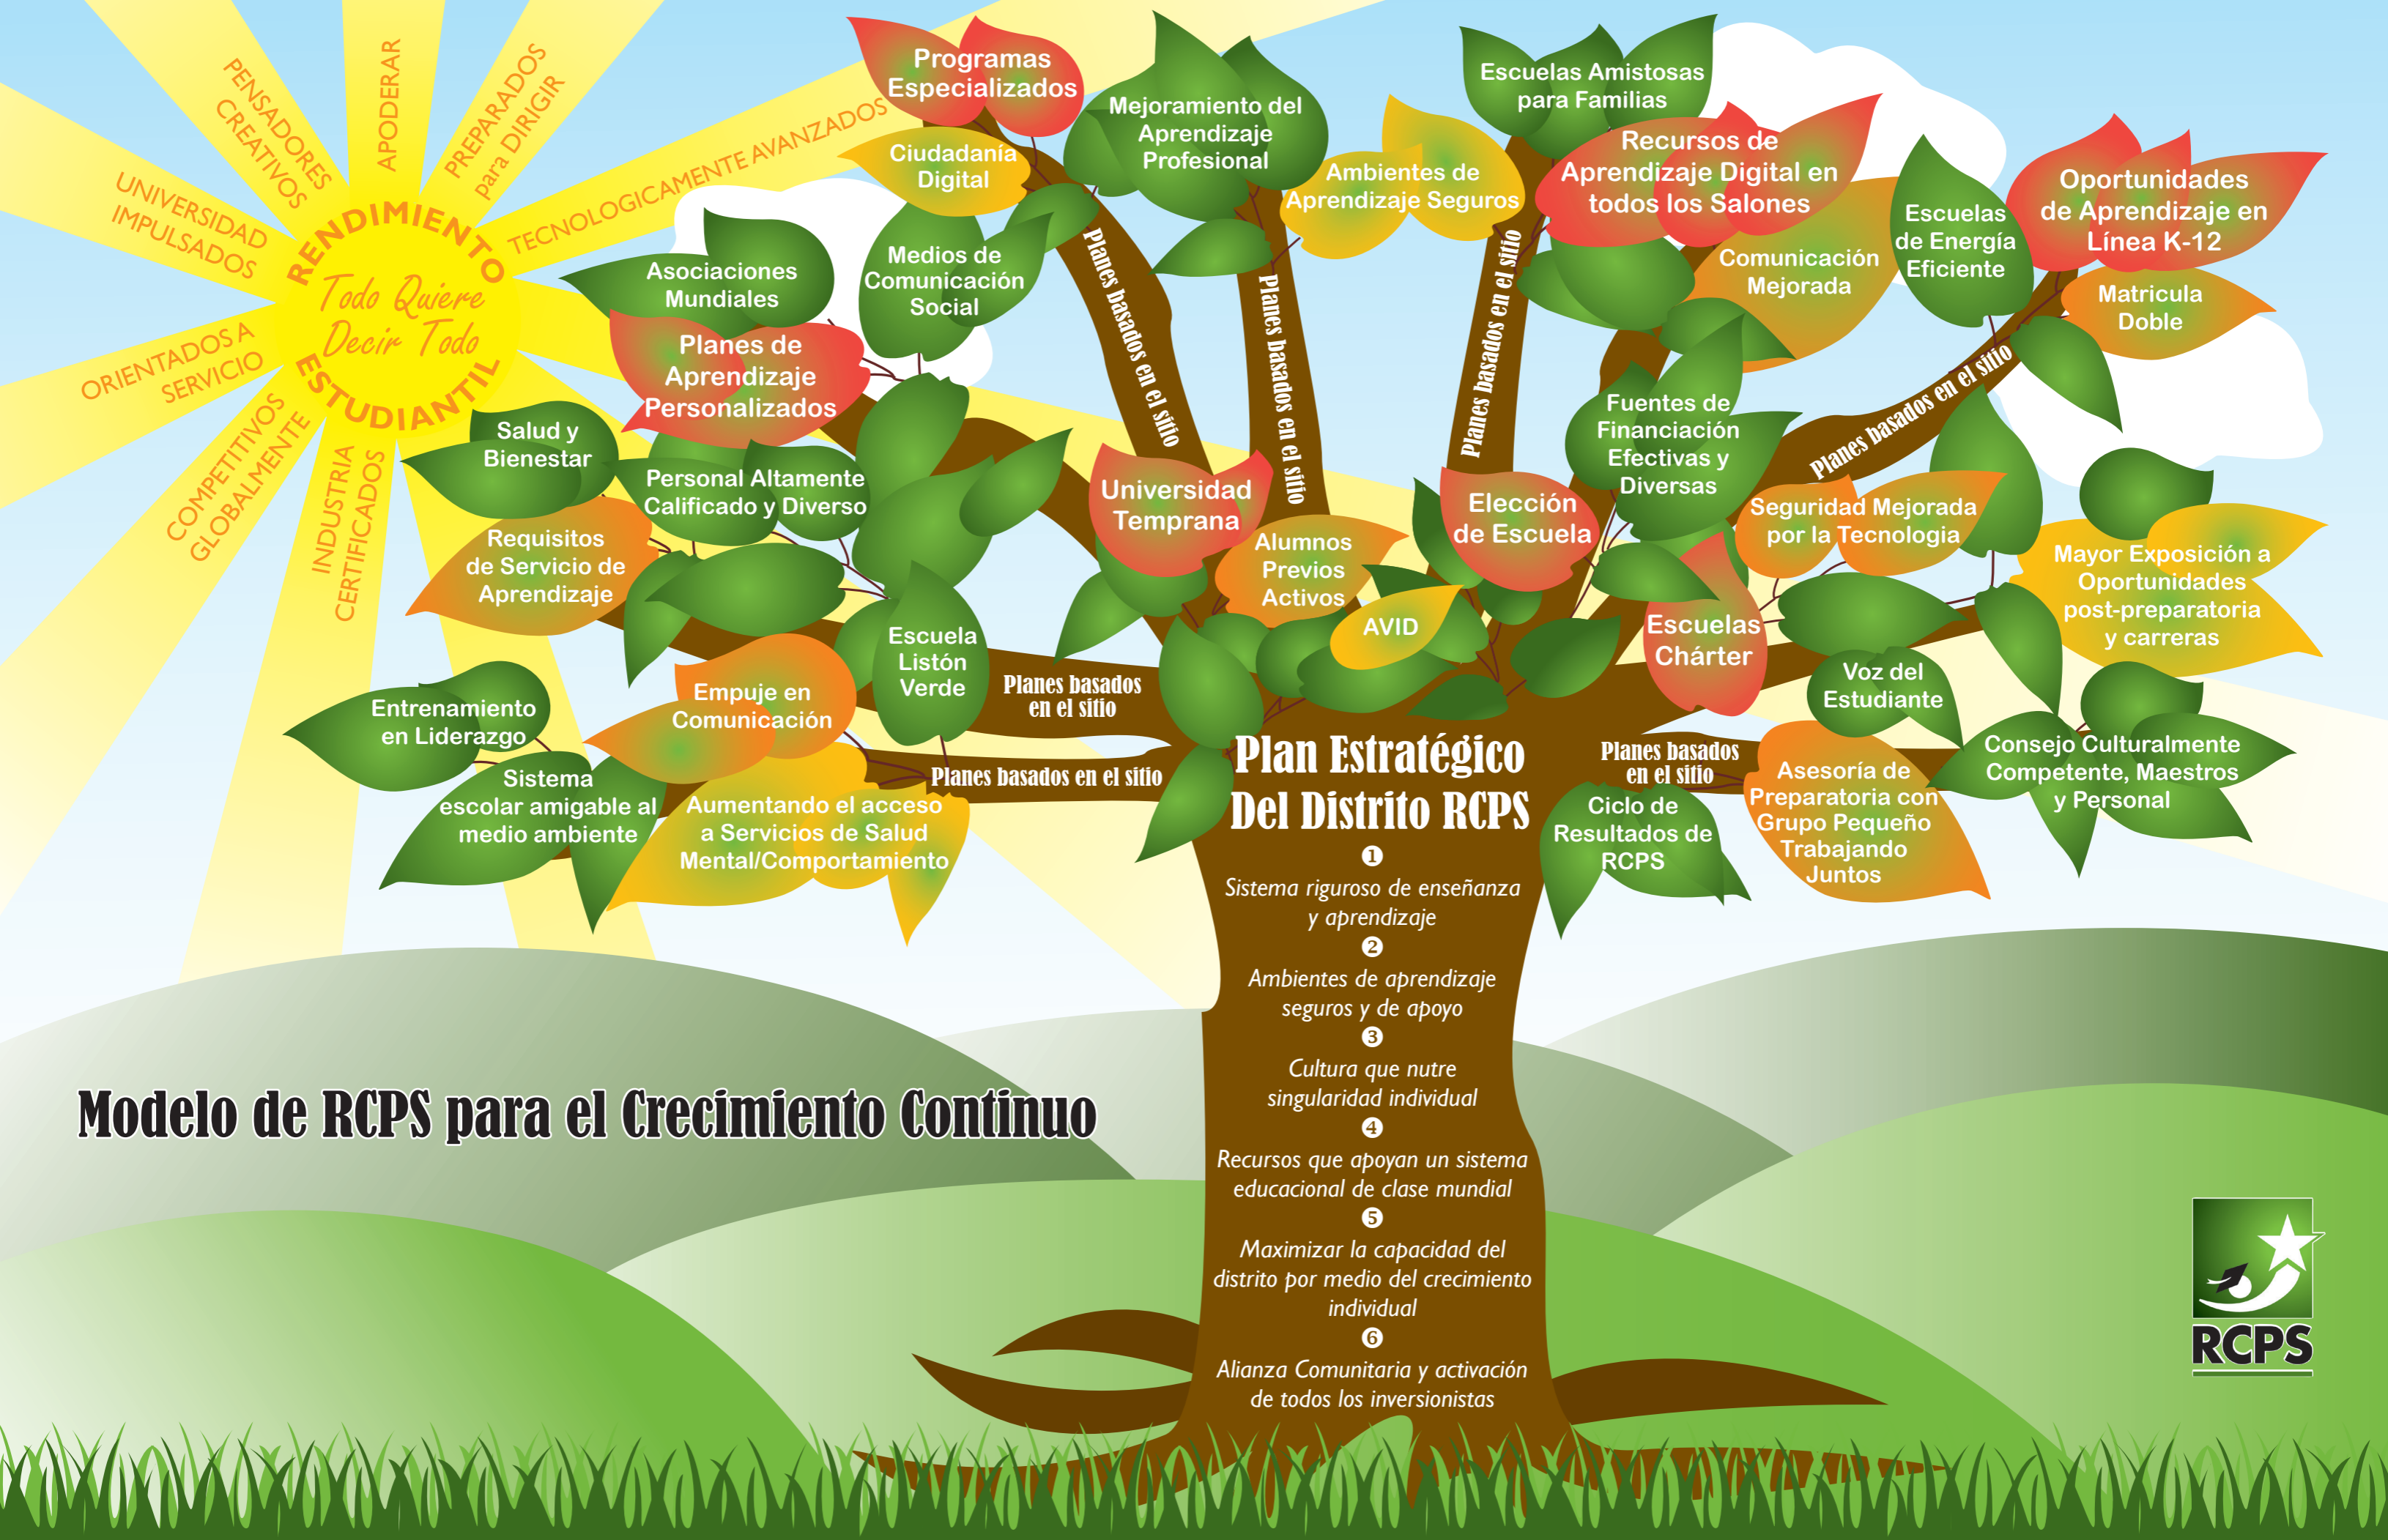 PENSADORES
CREATIVOS
APODERAR
PREPARADOS
para DIRIGIR
TECNOLOGICAMENTE AVANZADOS
UNIVERSIDAD
IMPULSADOS
ORIENTADOS A
SERVICIO
COMPETITIVOS
GLOBALMENTE
INDUSTRIA
CERTIFICADOS
RENDIMIENTO
Todo Quiere
Decir Todo
ESTUDIANTIL
Programas
Especializados
Ciudadanía
Digital
Mejoramiento del
Aprendizaje
Profesional
Ambientes de
Aprendizaje Seguros
Escuelas Amistosas
para Familias
Recursos de
Aprendizaje Digital en
todos los Salones
Comunicación
Mejorada
Escuelas
de Energía
Eficiente
Oportunidades
de Aprendizaje en
Línea K-12
Matricula
Doble
Asociaciones
Mundiales
Medios de
Comunicación
Social
Planes de
Aprendizaje
Personalizados
Salud y
Bienestar
Personal Altamente
Calificado y Diverso
Requisitos
de Servicio de
Aprendizaje
Planes basados en el sitio
Planes basados en el sitio
Planes basados en el sitio
Planes basados en el sitio
Universidad
Temprana
Alumnos
Previos
Activos
AVID
Elección
de Escuela
Fuentes de
Financiación
Efectivas y
Diversas
Seguridad Mejorada
por la Tecnologia
Mayor Exposición a
Oportunidades
post-preparatoria
y carreras
Escuelas
Chárter
Voz del
Estudiante
Escuela
Listón
Verde
Planes basados
en el sitio
Entrenamiento
en Liderazgo
Empuje en
Comunicación
Sistema
escolar amigable al
medio ambiente
Aumentando el acceso
a Servicios de Salud
Mental/Comportamiento
Planes basados en el sitio
Planes basados
en el sitio
Ciclo de
Resultados de
RCPS
Asesoría de
Preparatoria con
Grupo Pequeño
Trabajando
Juntos
Consejo Culturalmente
Competente, Maestros
y Personal
Plan Estratégico
Del Distrito RCPS
1
Sistema riguroso de enseñanza
y aprendizaje
2
Ambientes de aprendizaje
seguros y de apoyo
3
Cultura que nutre
singularidad individual
4
Recursos que apoyan un sistema
educacional de clase mundial
5
Maximizar la capacidad del
distrito por medio del crecimiento
individual
6
Alianza Comunitaria y activación
de todos los inversionistas
Modelo de RCPS para el Crecimiento Continuo
RCPS